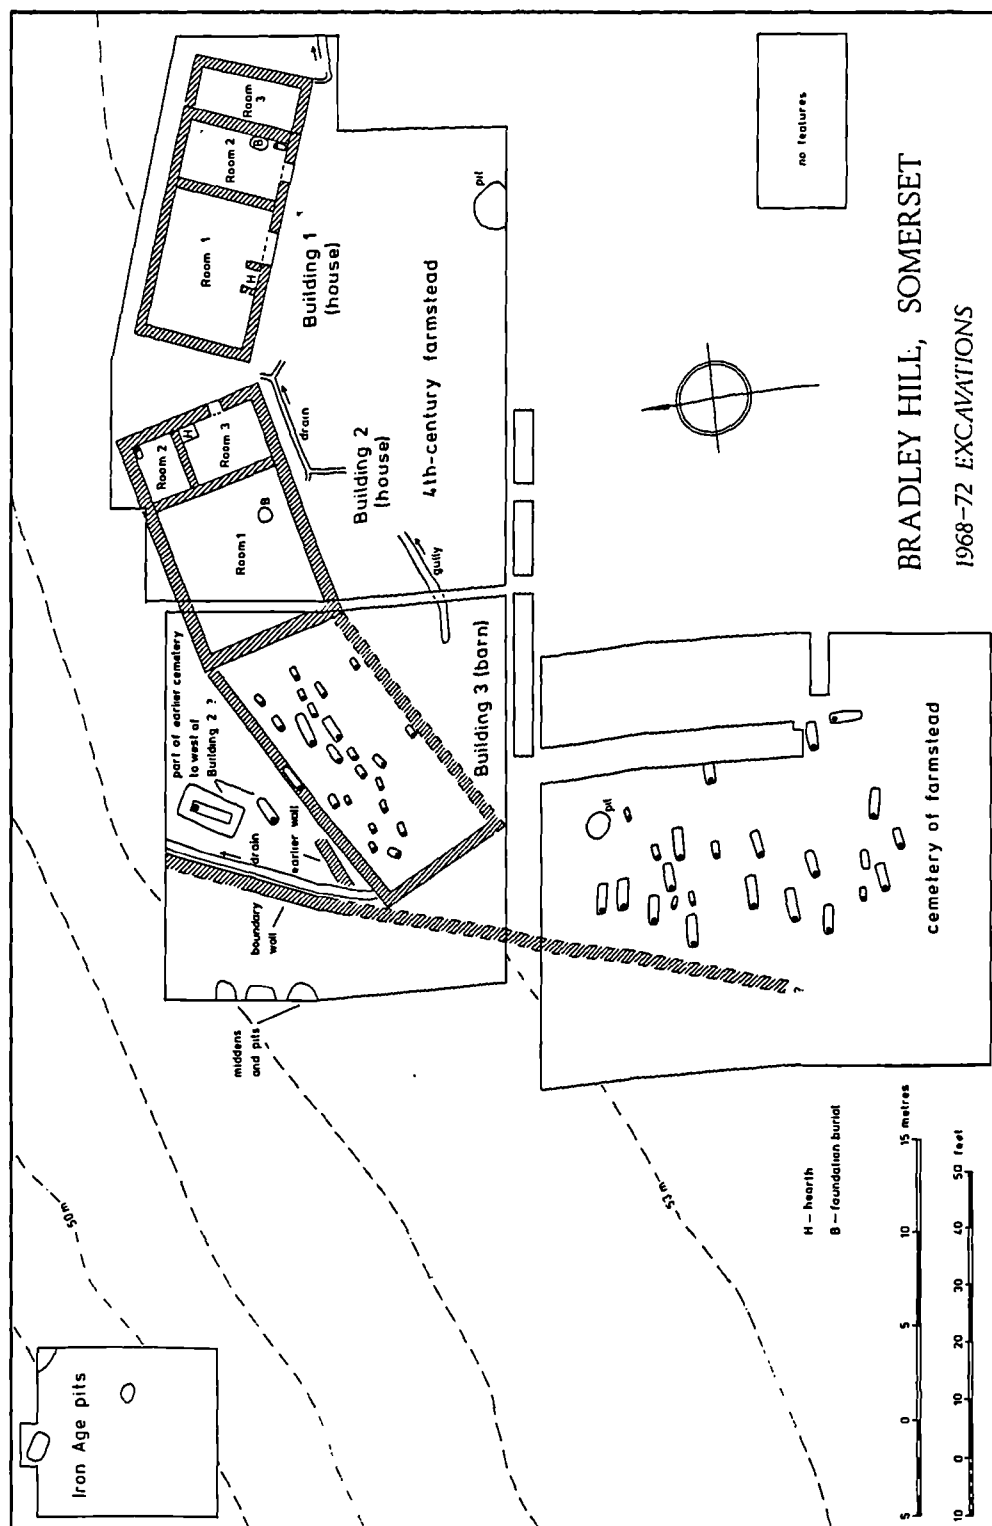 Iron Age pits
50m
53m
middens
and pits
boundary
wall
drain
earlier wall
part of earlier cemetery
to west of
Building 2 ?
Room 1
Room 2
Room 3
H
B
drain
Building 2
(house)
Building 3 (barn)
gully
4th-century farmstead
Room 1
Room 2
Room 3
H
B
Building 1
(house)
pit
no features
?
pit
cemetery of farmstead
H – hearth
B – foundation burial
5 0 5 10 15 metres
10 0 10 20 30 40 50 feet
BRADLEY HILL, SOMERSET
1968–72 EXCAVATIONS